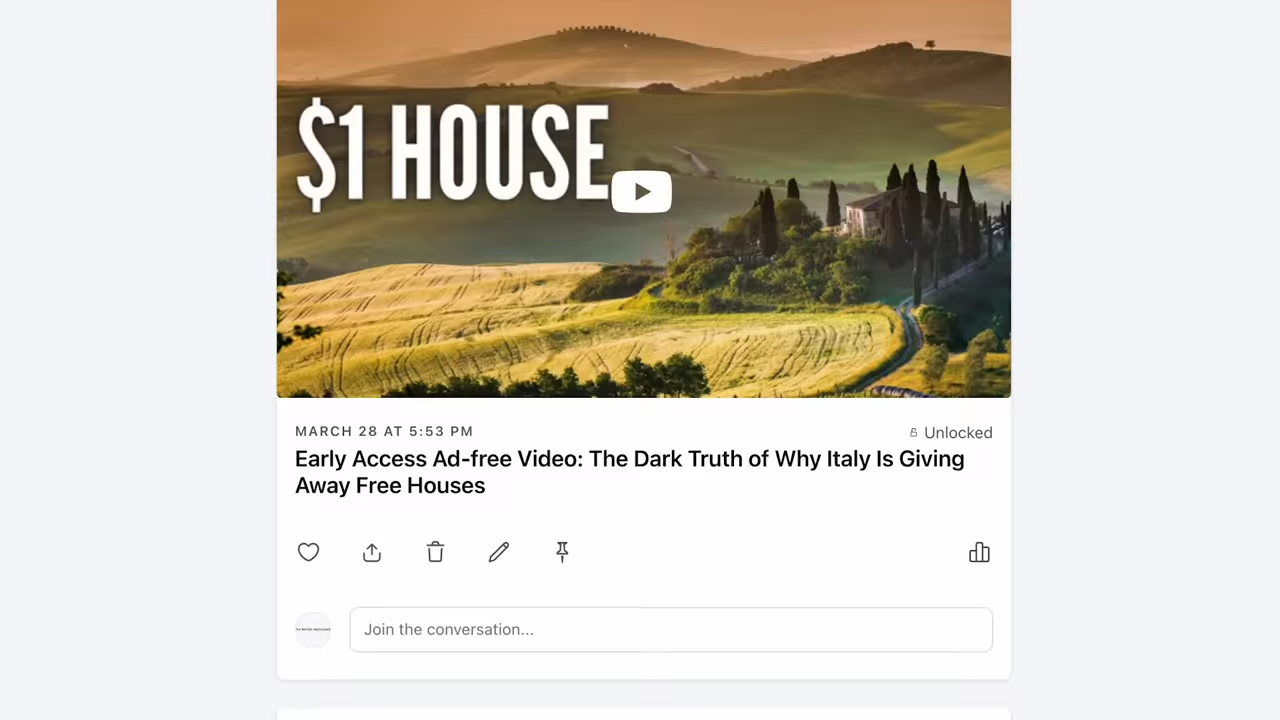 $1 HOUSE
MARCH 28 AT 5:53 PM
Unlocked
Early Access Ad-free Video: The Dark Truth of Why Italy Is Giving
Away Free Houses
Join the conversation...